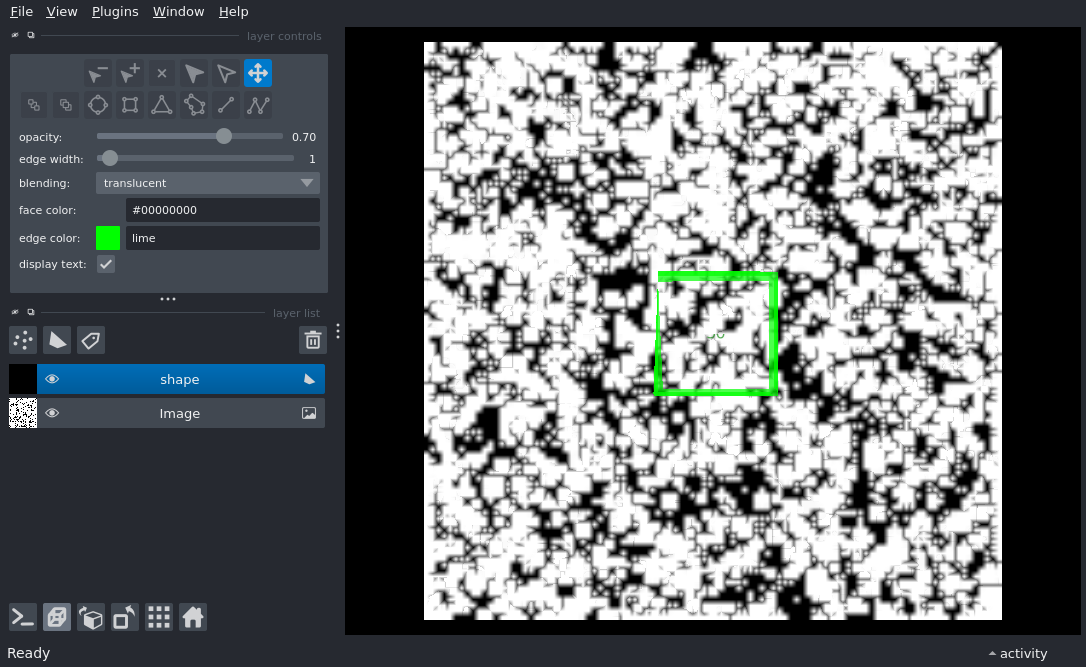 File View Plugins Window Help
layer controls
opacity: 0.70
edge width: 1
blending: translucent
face color: #00000000
edge color: lime
display text:
layer list
shape
Image
Ready
activity